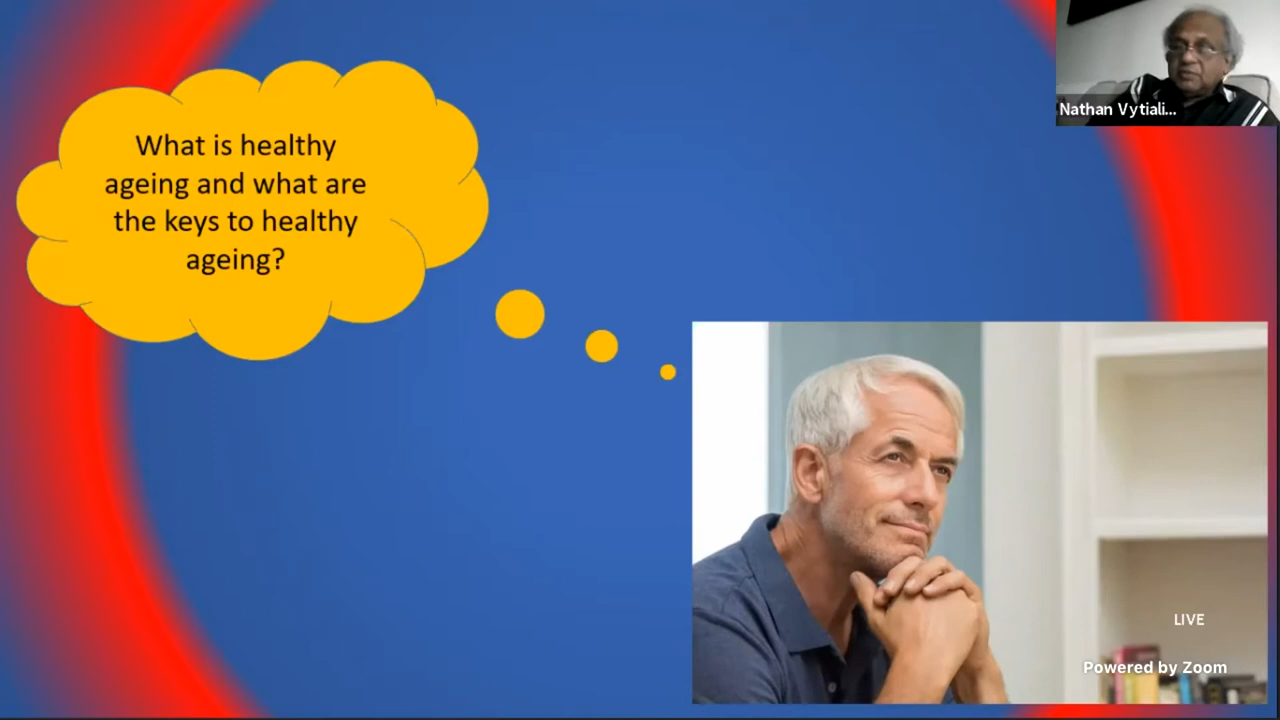 What is healthy
ageing and what are
the keys to healthy
ageing?
Nathan Vytiali...
LIVE
Powered by Zoom